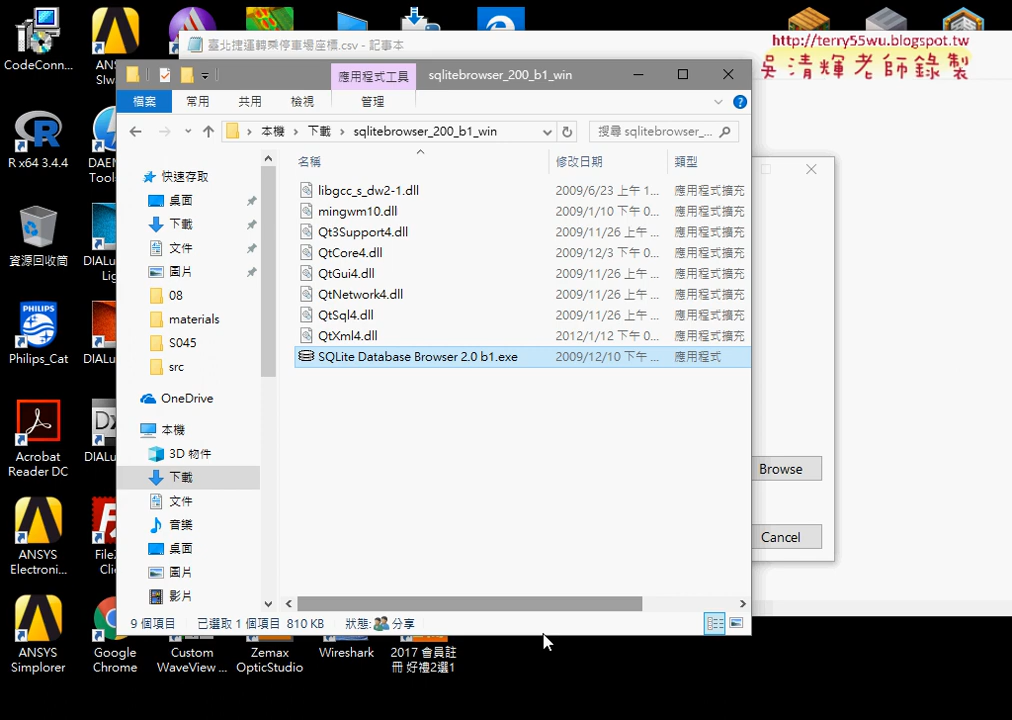 CodeConn...
ANS
Slw
http://terry55wu.blogspot.tw
吳清輝老師錄製
臺北捷運轉乘停車場座標.csv - 記事本
應用程式工具
sqlitebrowser_200_b1_win
檔案
常用
共用
檢視
管理
本機
下載
sqlitebrowser_200_b1_win
搜尋 sqlitebrowser_...
R x64 3.4.4
DAEM
Tools
快速存取
桌面
下載
文件
圖片
08
materials
S045
src
OneDrive
本機
3D 物件
下載
文件
音樂
桌面
圖片
影片
名稱
修改日期
類型
libgcc_s_dw2-1.dll
2009/6/23 上午 1...
應用程式擴充
mingwm10.dll
2009/1/10 下午 0...
應用程式擴充
Qt3Support4.dll
2009/11/26 上午 ...
應用程式擴充
QtCore4.dll
2009/12/3 下午 0...
應用程式擴充
QtGui4.dll
2009/11/26 上午 ...
應用程式擴充
QtNetwork4.dll
2009/11/26 上午 ...
應用程式擴充
QtSql4.dll
2009/11/26 上午 ...
應用程式擴充
QtXml4.dll
2012/1/12 下午 0...
應用程式擴充
SQLite Database Browser 2.0 b1.exe
2009/12/10 下午 ...
應用程式
資源回收筒
DIALu
Lig
PHILIPS
Philips_Cat
DIALu
Acrobat
Reader DC
Dx
DIALu
ANSYS
Electroni...
FileZ
Clie
Browse
Cancel
9 個項目
已選取 1 個項目 810 KB
狀態:
分享
ANSYS
Simplorer
Google
Chrome
Custom
WaveView ...
Zemax
OpticStudio
Wireshark
2017 會員註
冊 好禮2選1